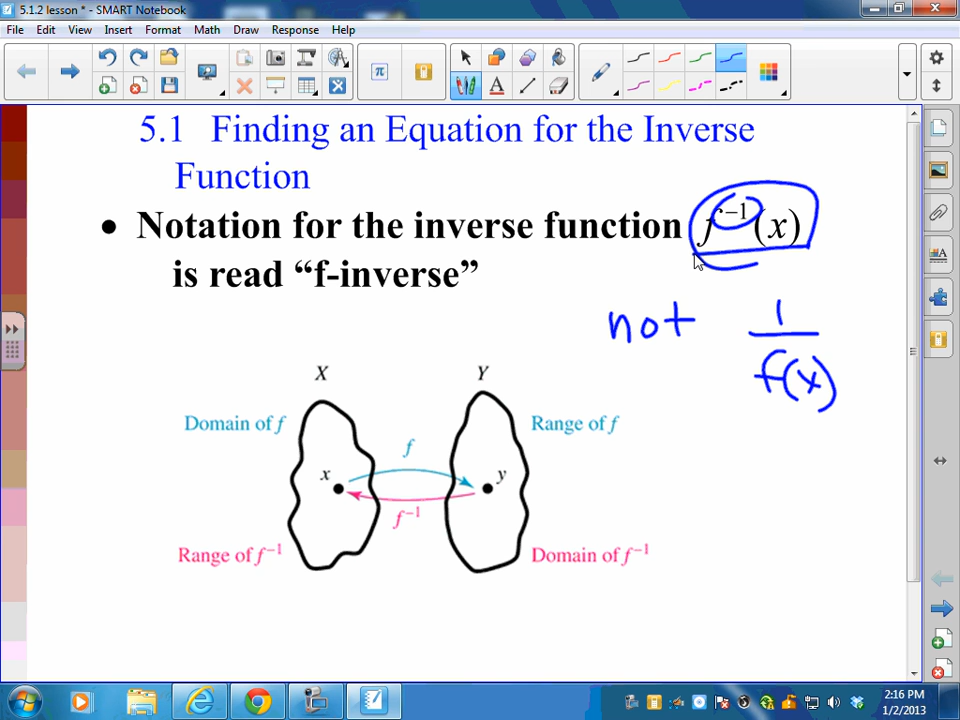 5.1.2 lesson * - SMART Notebook
File Edit View Insert Format Math Draw Response Help
π
A
5.1 Finding an Equation for the Inverse
Function
• Notation for the inverse function f⁻¹(x)
is read “f-inverse”
not 1/f(x)
X Y
Domain of f Range of f
f
x y
f⁻¹
Range of f⁻¹ Domain of f⁻¹
2:16 PM
1/2/2013